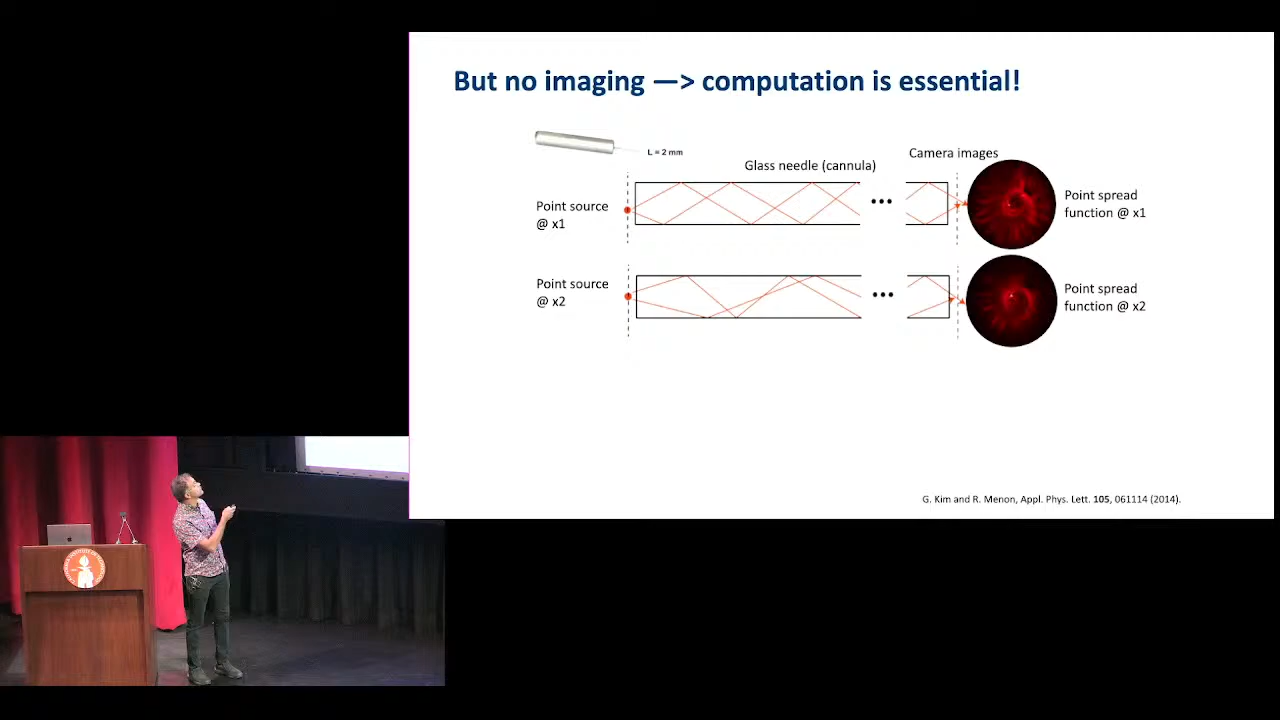 But no imaging —> computation is essential!
L = 2 mm
Glass needle (cannula)
Camera images
Point source
@ x1
Point spread
function @ x1
Point source
@ x2
Point spread
function @ x2
G. Kim and R. Menon, Appl. Phys. Lett. 105, 061114 (2014).